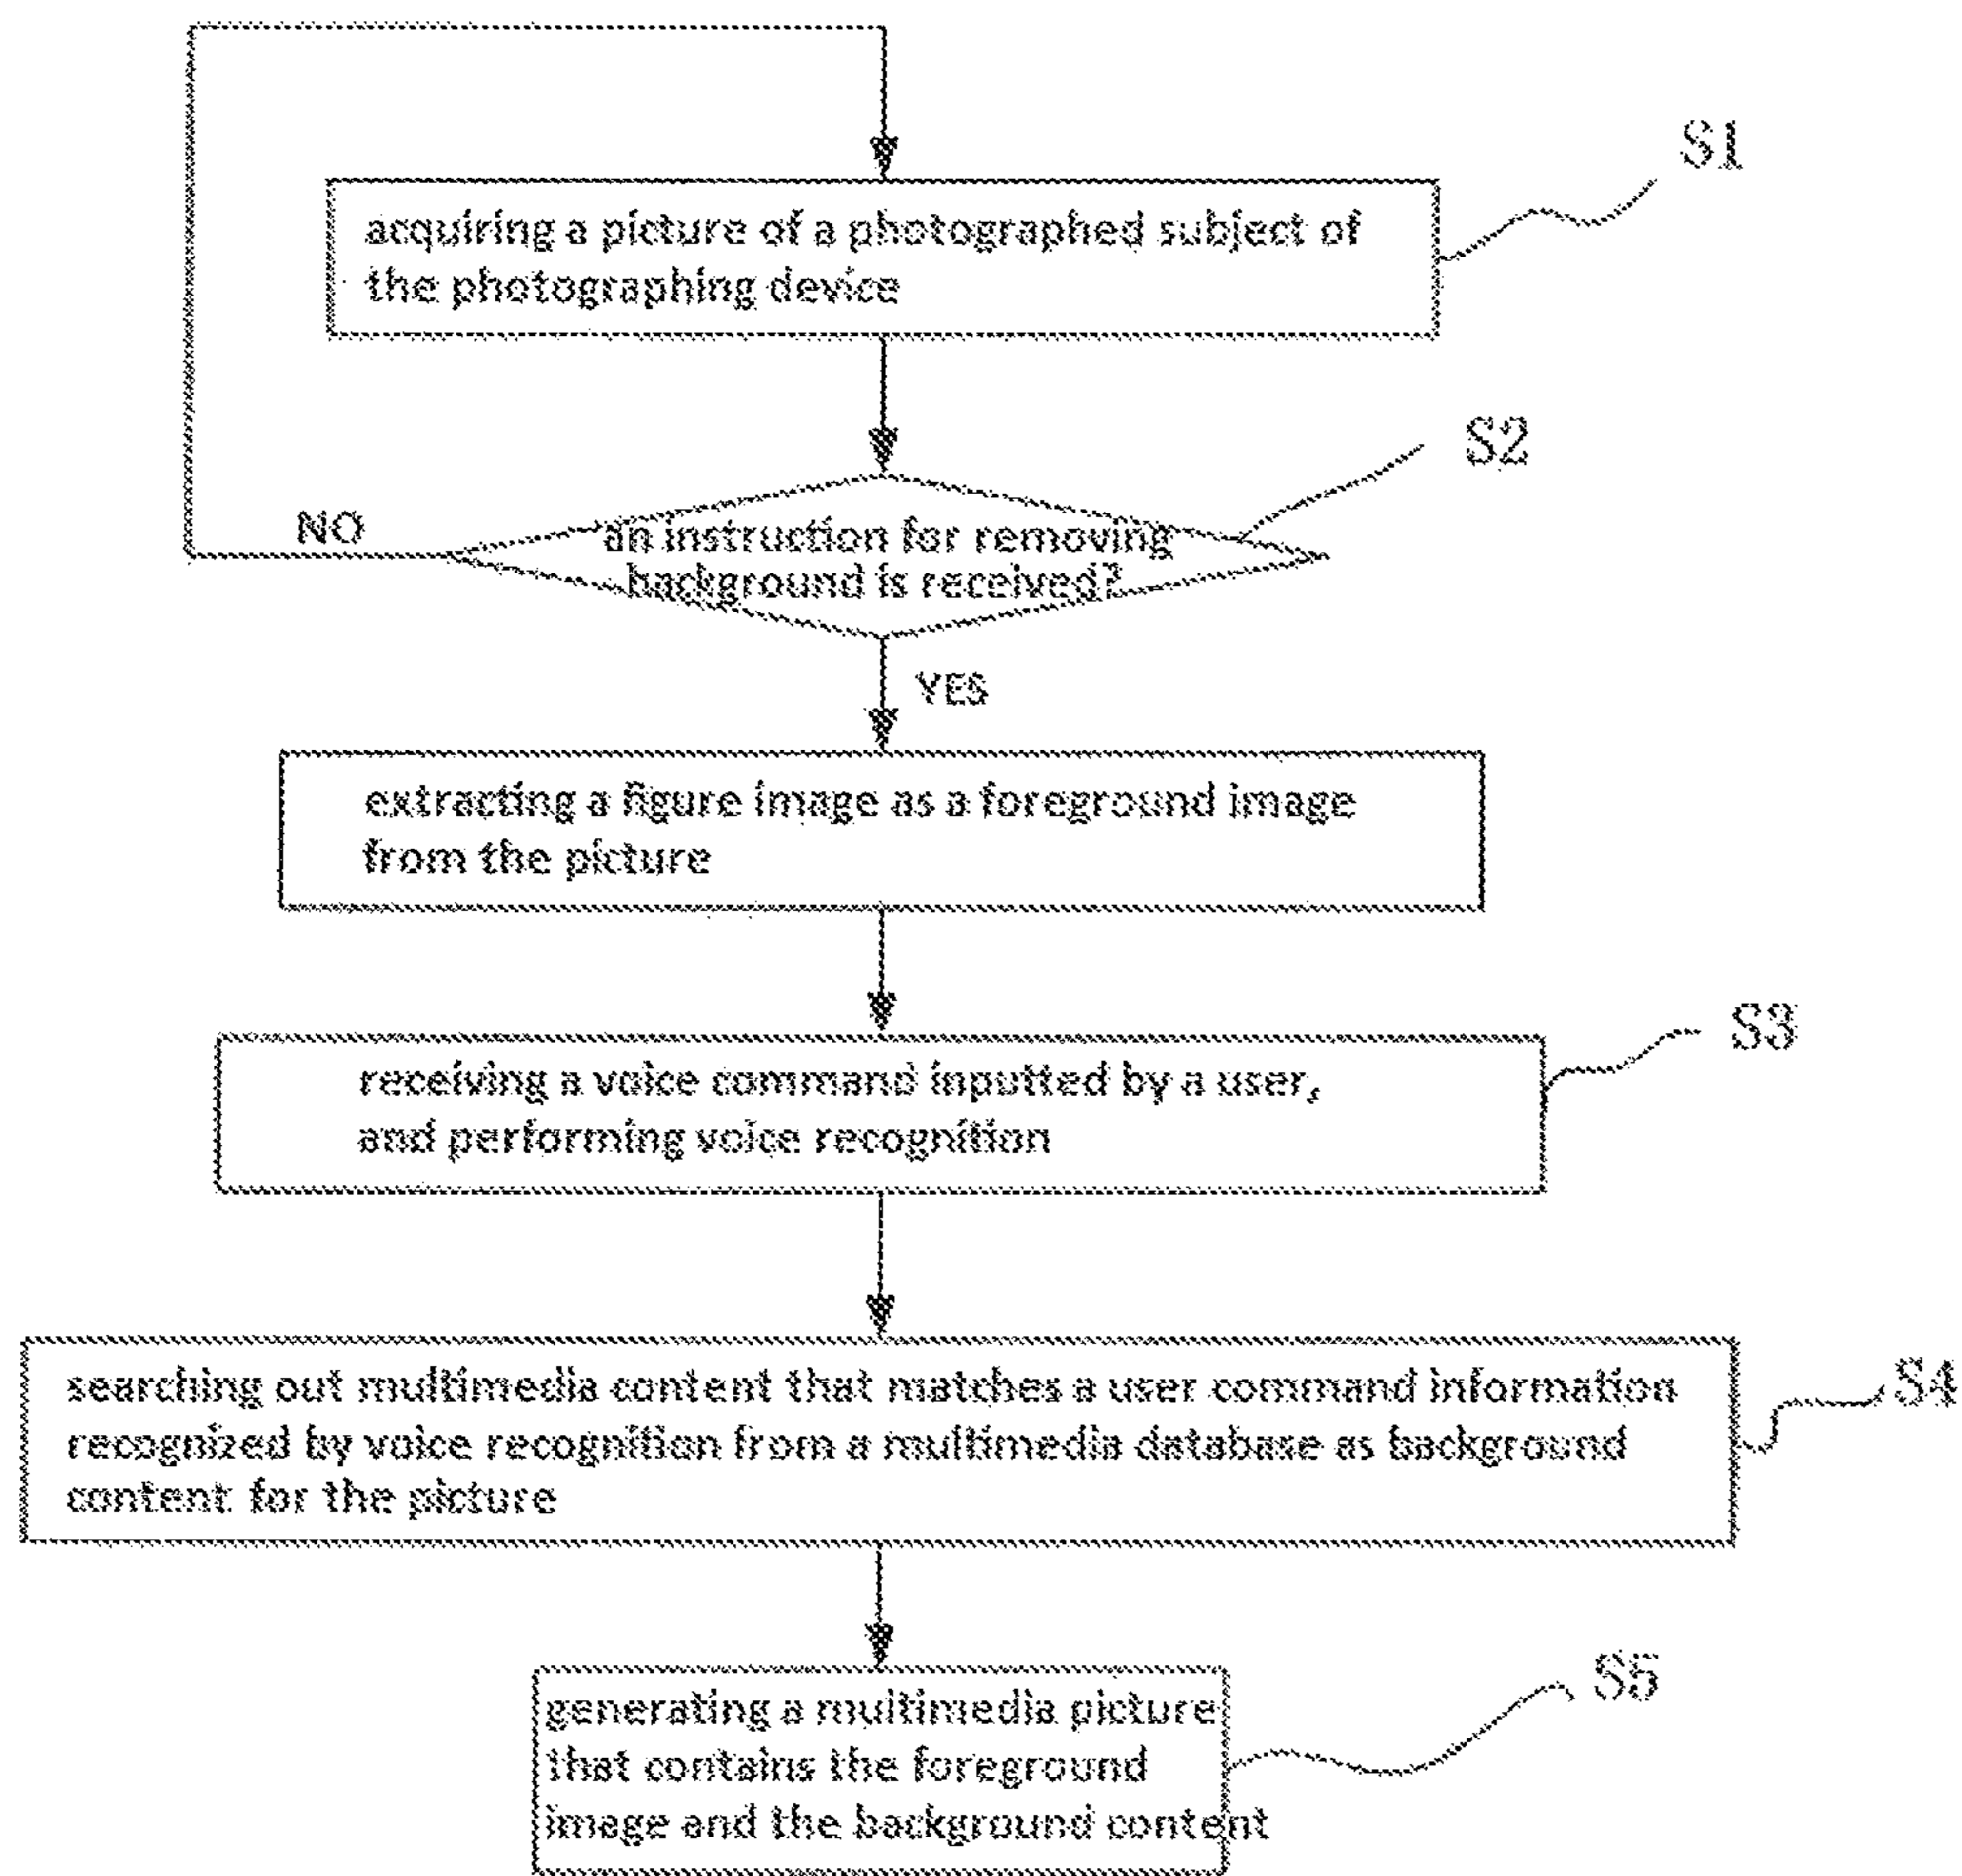 S1
acquiring a picture of a photographed subject of
the photographing device
S2
NO
an instruction for removing
background is received?
YES
extracting a figure image as a foreground image
from the picture
S3
receiving a voice command inputted by a user,
and performing voice recognition
S4
searching out multimedia content that matches a user command information
recognized by voice recognition from a multimedia database as background
content for the picture
S5
generating a multimedia picture
that contains the foreground
image and the background content